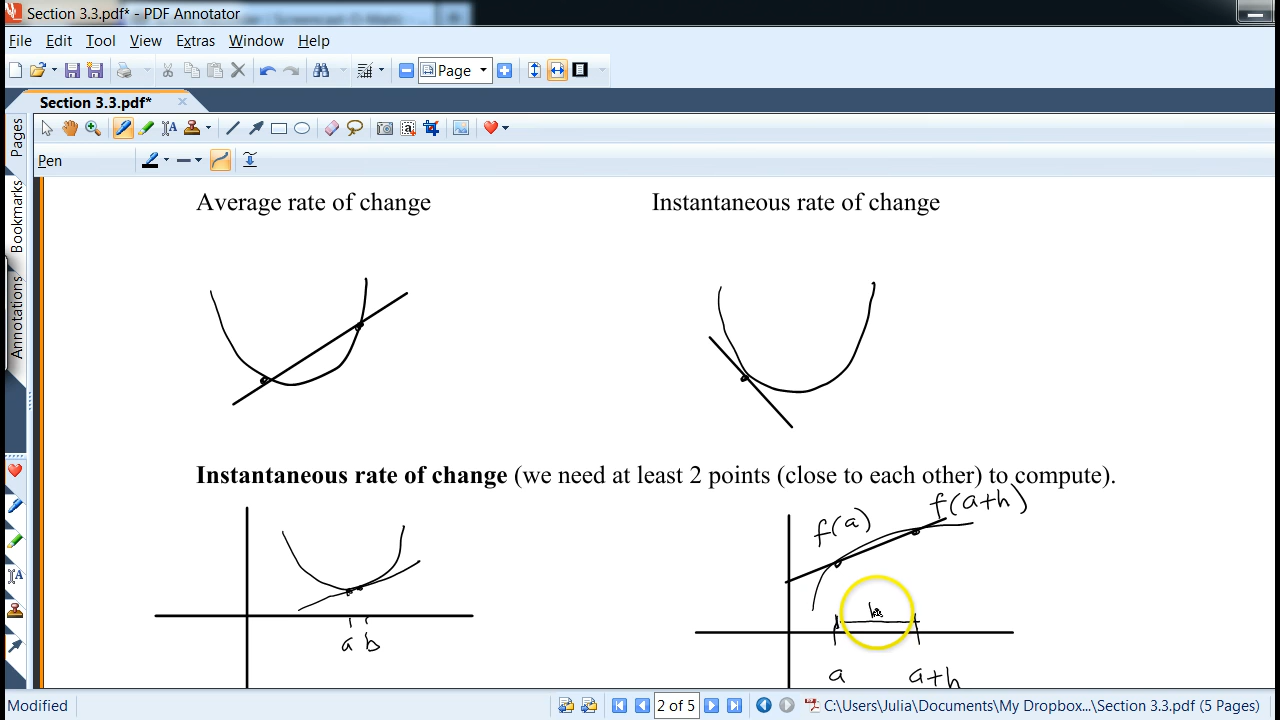 Section 3.3.pdf* - PDF Annotator
File Edit Tool View Extras Window Help
Page
Section 3.3.pdf*
Pages
Bookmarks
Annotations
Pen
Average rate of change
Instantaneous rate of change
Instantaneous rate of change (we need at least 2 points (close to each other) to compute).
f(a)
f(a+h)
h
a b
a
a+h
Modified
2 of 5
C:\Users\Julia\Documents\My Dropbox...\Section 3.3.pdf (5 Pages)